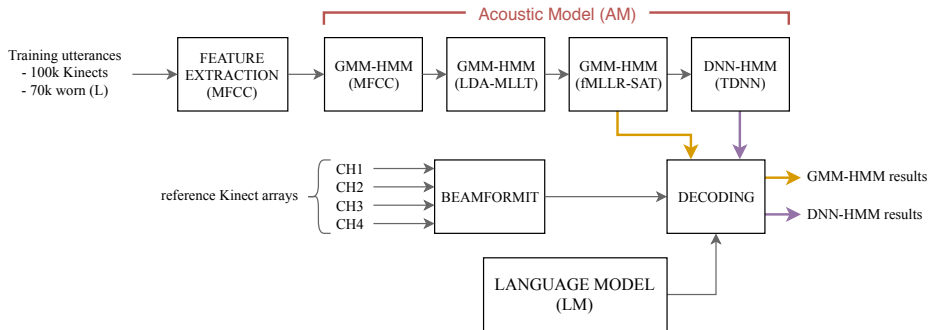 Acoustic Model (AM)
Training utterances
- 100k Kinects
- 70k worn (L)
FEATURE
EXTRACTION
(MFCC)
GMM-HMM
(MFCC)
GMM-HMM
(LDA-MLLT)
GMM-HMM
(fMLLR-SAT)
DNN-HMM
(TDNN)
reference Kinect arrays
CH1
CH2
CH3
CH4
BEAMFORMIT
DECODING
GMM-HMM results
DNN-HMM results
LANGUAGE MODEL
(LM)